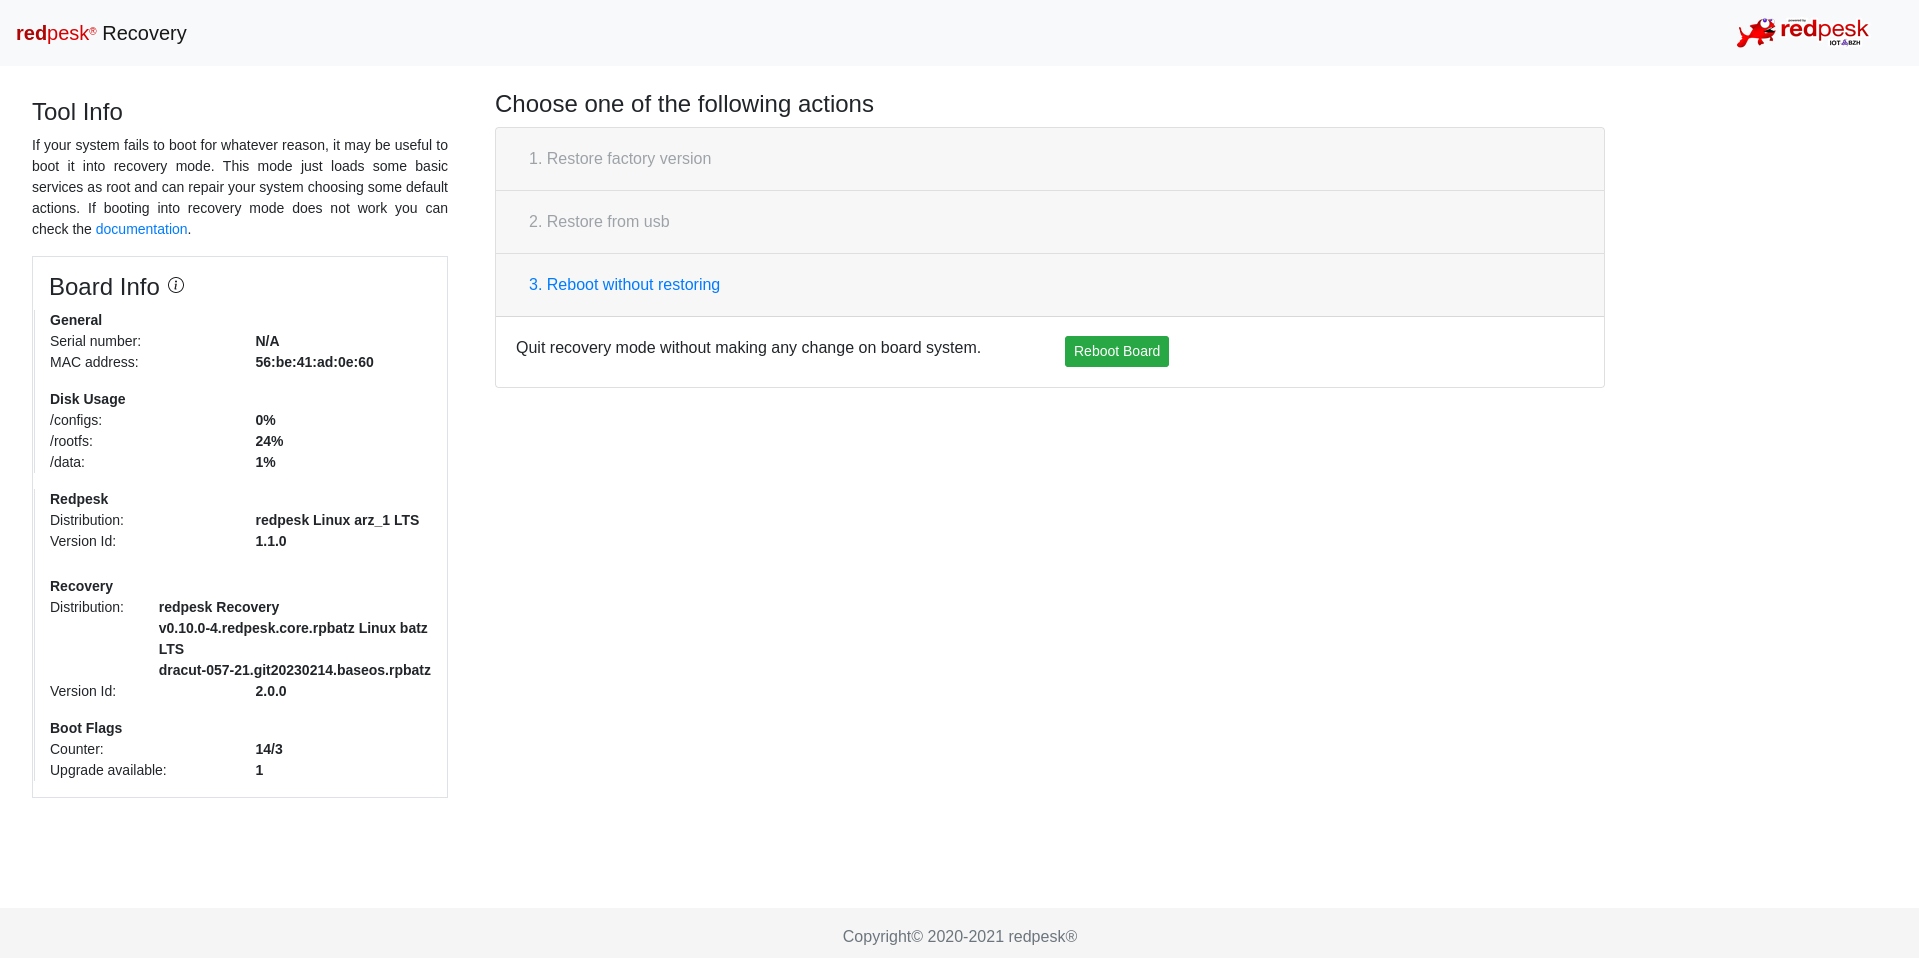 redpesk® Recovery
redpesk
IOT BZH
Tool Info
If your system fails to boot for whatever reason, it may be useful to
boot it into recovery mode. This mode just loads some basic
services as root and can repair your system choosing some default
actions. If booting into recovery mode does not work you can
check the documentation.
Board Info
General
Serial number: N/A
MAC address: 56:be:41:ad:0e:60
Disk Usage
/configs: 0%
/rootfs: 24%
/data: 1%
Redpesk
Distribution: redpesk Linux arz_1 LTS
Version Id: 1.1.0
Recovery
Distribution: redpesk Recovery
v0.10.0-4.redpesk.core.rpbatz Linux batz
LTS
dracut-057-21.git20230214.baseos.rpbatz
Version Id: 2.0.0
Boot Flags
Counter: 14/3
Upgrade available: 1
Choose one of the following actions
1. Restore factory version
2. Restore from usb
3. Reboot without restoring
Quit recovery mode without making any change on board system. Reboot Board
Copyright© 2020-2021 redpesk®